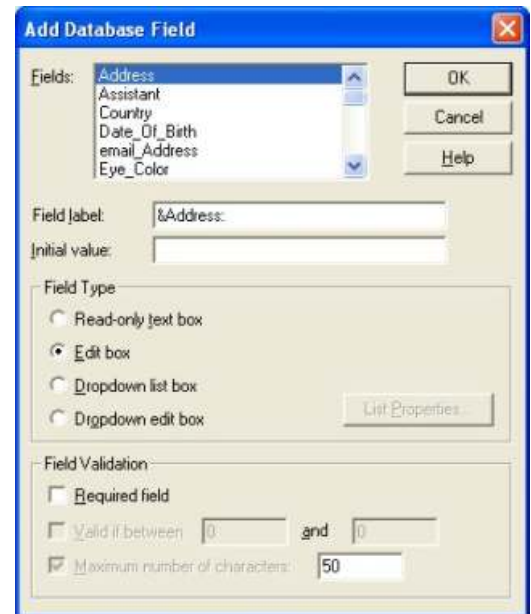 Add Database Field
Fields:
Address
Assistant
Country
Date_Of_Birth
email_Address
Eye_Color
OK
Cancel
Help
Field label: &Address:
Initial value:
Field Type
Read-only text box
Edit box
Dropdown list box
Dropdown edit box
List Properties...
Field Validation
Required field
Valid if between 0 and 0
Maximum number of characters: 50